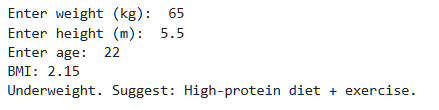 Enter weight (kg):  65
Enter height (m):  5.5
Enter age:  22
BMI: 2.15
Underweight. Suggest: High-protein diet + exercise.